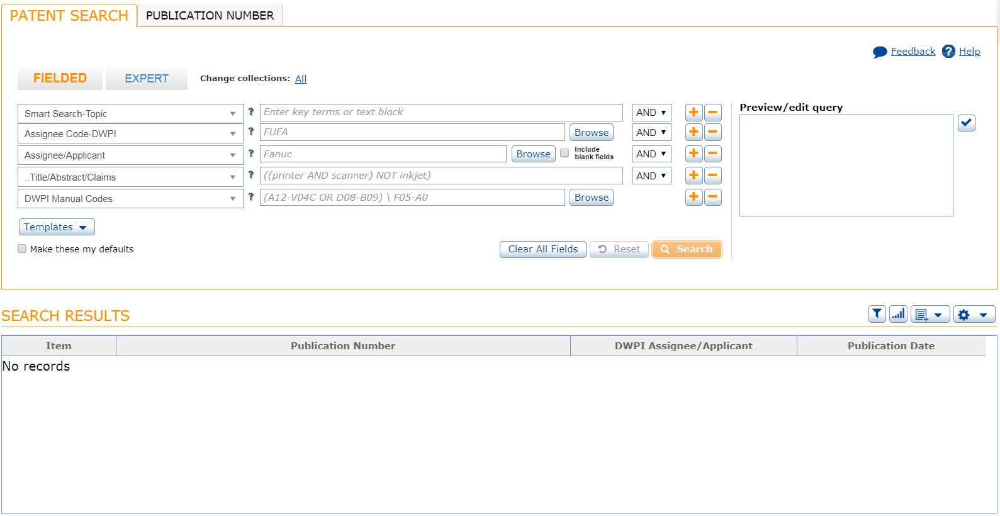 PATENT SEARCH PUBLICATION NUMBER
Feedback Help
FIELDED EXPERT Change collections: All
Smart Search-Topic ? Enter key terms or text block AND
Assignee Code-DWPI ? FUFA Browse AND
Assignee/Applicant ? Fanuc Browse Include blank fields AND
..Title/Abstract/Claims ? ((printer AND scanner) NOT inkjet) AND
DWPI Manual Codes ? (A12-V04C OR D08-B09) \ F05-A0 Browse
Preview/edit query
Templates
Make these my defaults
Clear All Fields Reset Search
SEARCH RESULTS
Item Publication Number DWPI Assignee/Applicant Publication Date
No records